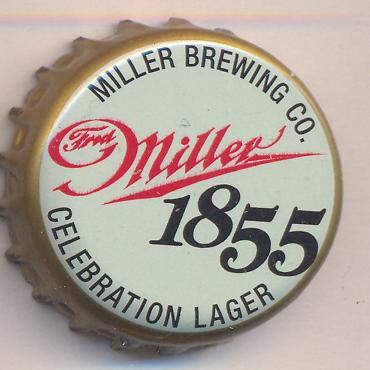 MILLER BREWING CO.
Fred
Miller
1855
CELEBRATION LAGER